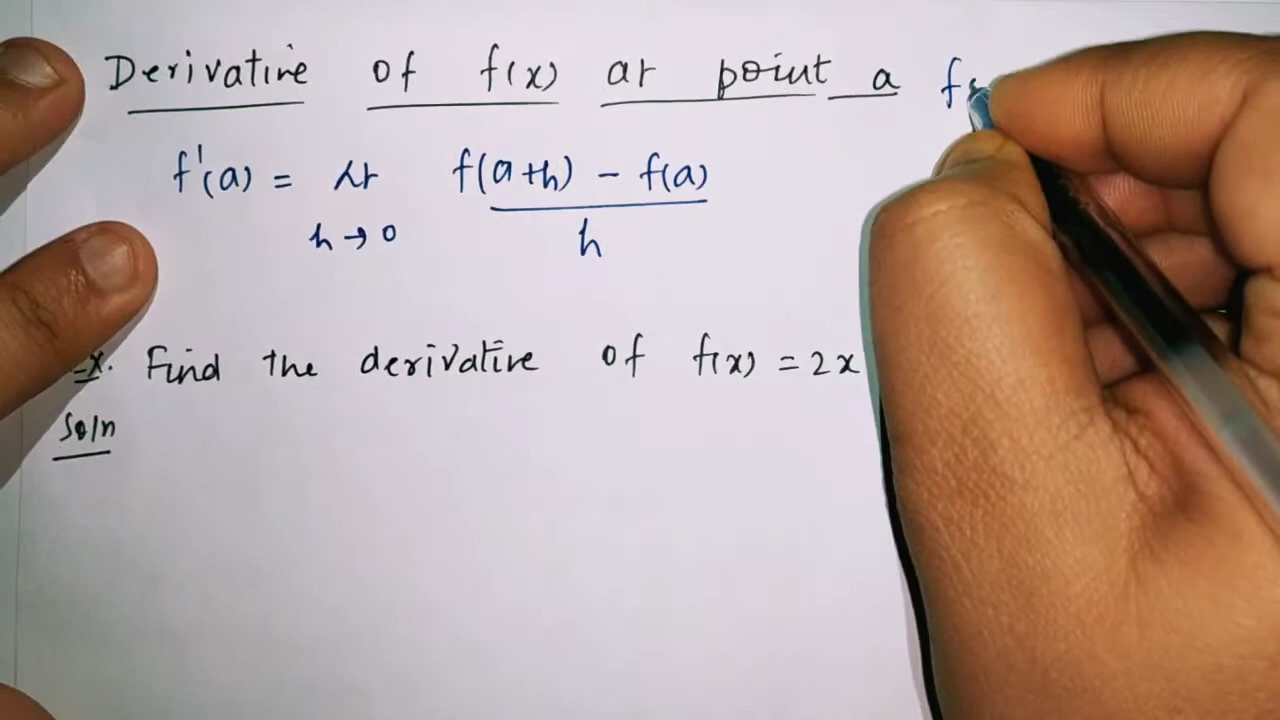 Derivative of f(x) at point a f
f'(a) = Lt f(a+h) - f(a)
h→0 h
Ex. Find the derivative of f(x) = 2x
Soln